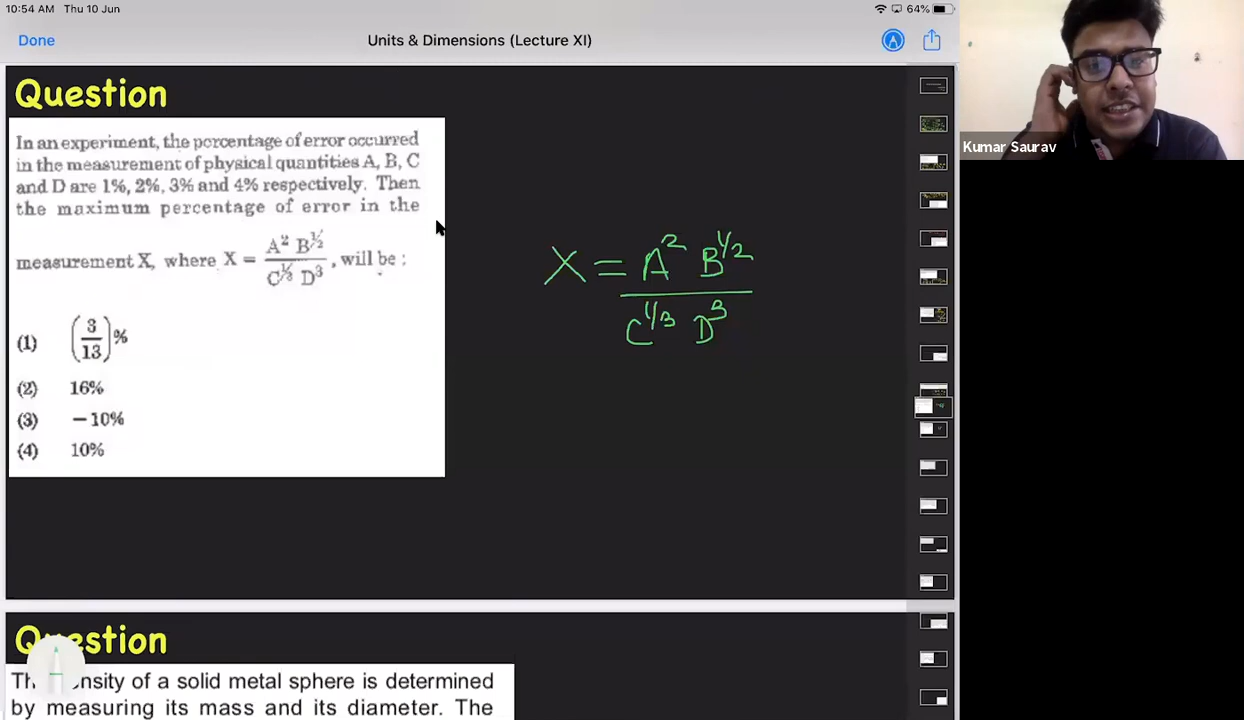 10:54 AM Thu 10 Jun
64%
Done
Units & Dimensions (Lecture XI)
Question
In an experiment, the percentage of error occurred
in the measurement of physical quantities A, B, C
and D are 1%, 2%, 3% and 4% respectively. Then
the maximum percentage of error in the
measurement X, where X = A² B^½ / C^⅓ D³ , will be :
(1) (3/13)%
(2) 16%
(3) −10%
(4) 10%
X = A² B^1/2 / C^1/3 D³
Kumar Saurav
Question
of a solid metal sphere is determined
by measuring its mass and its diameter. The